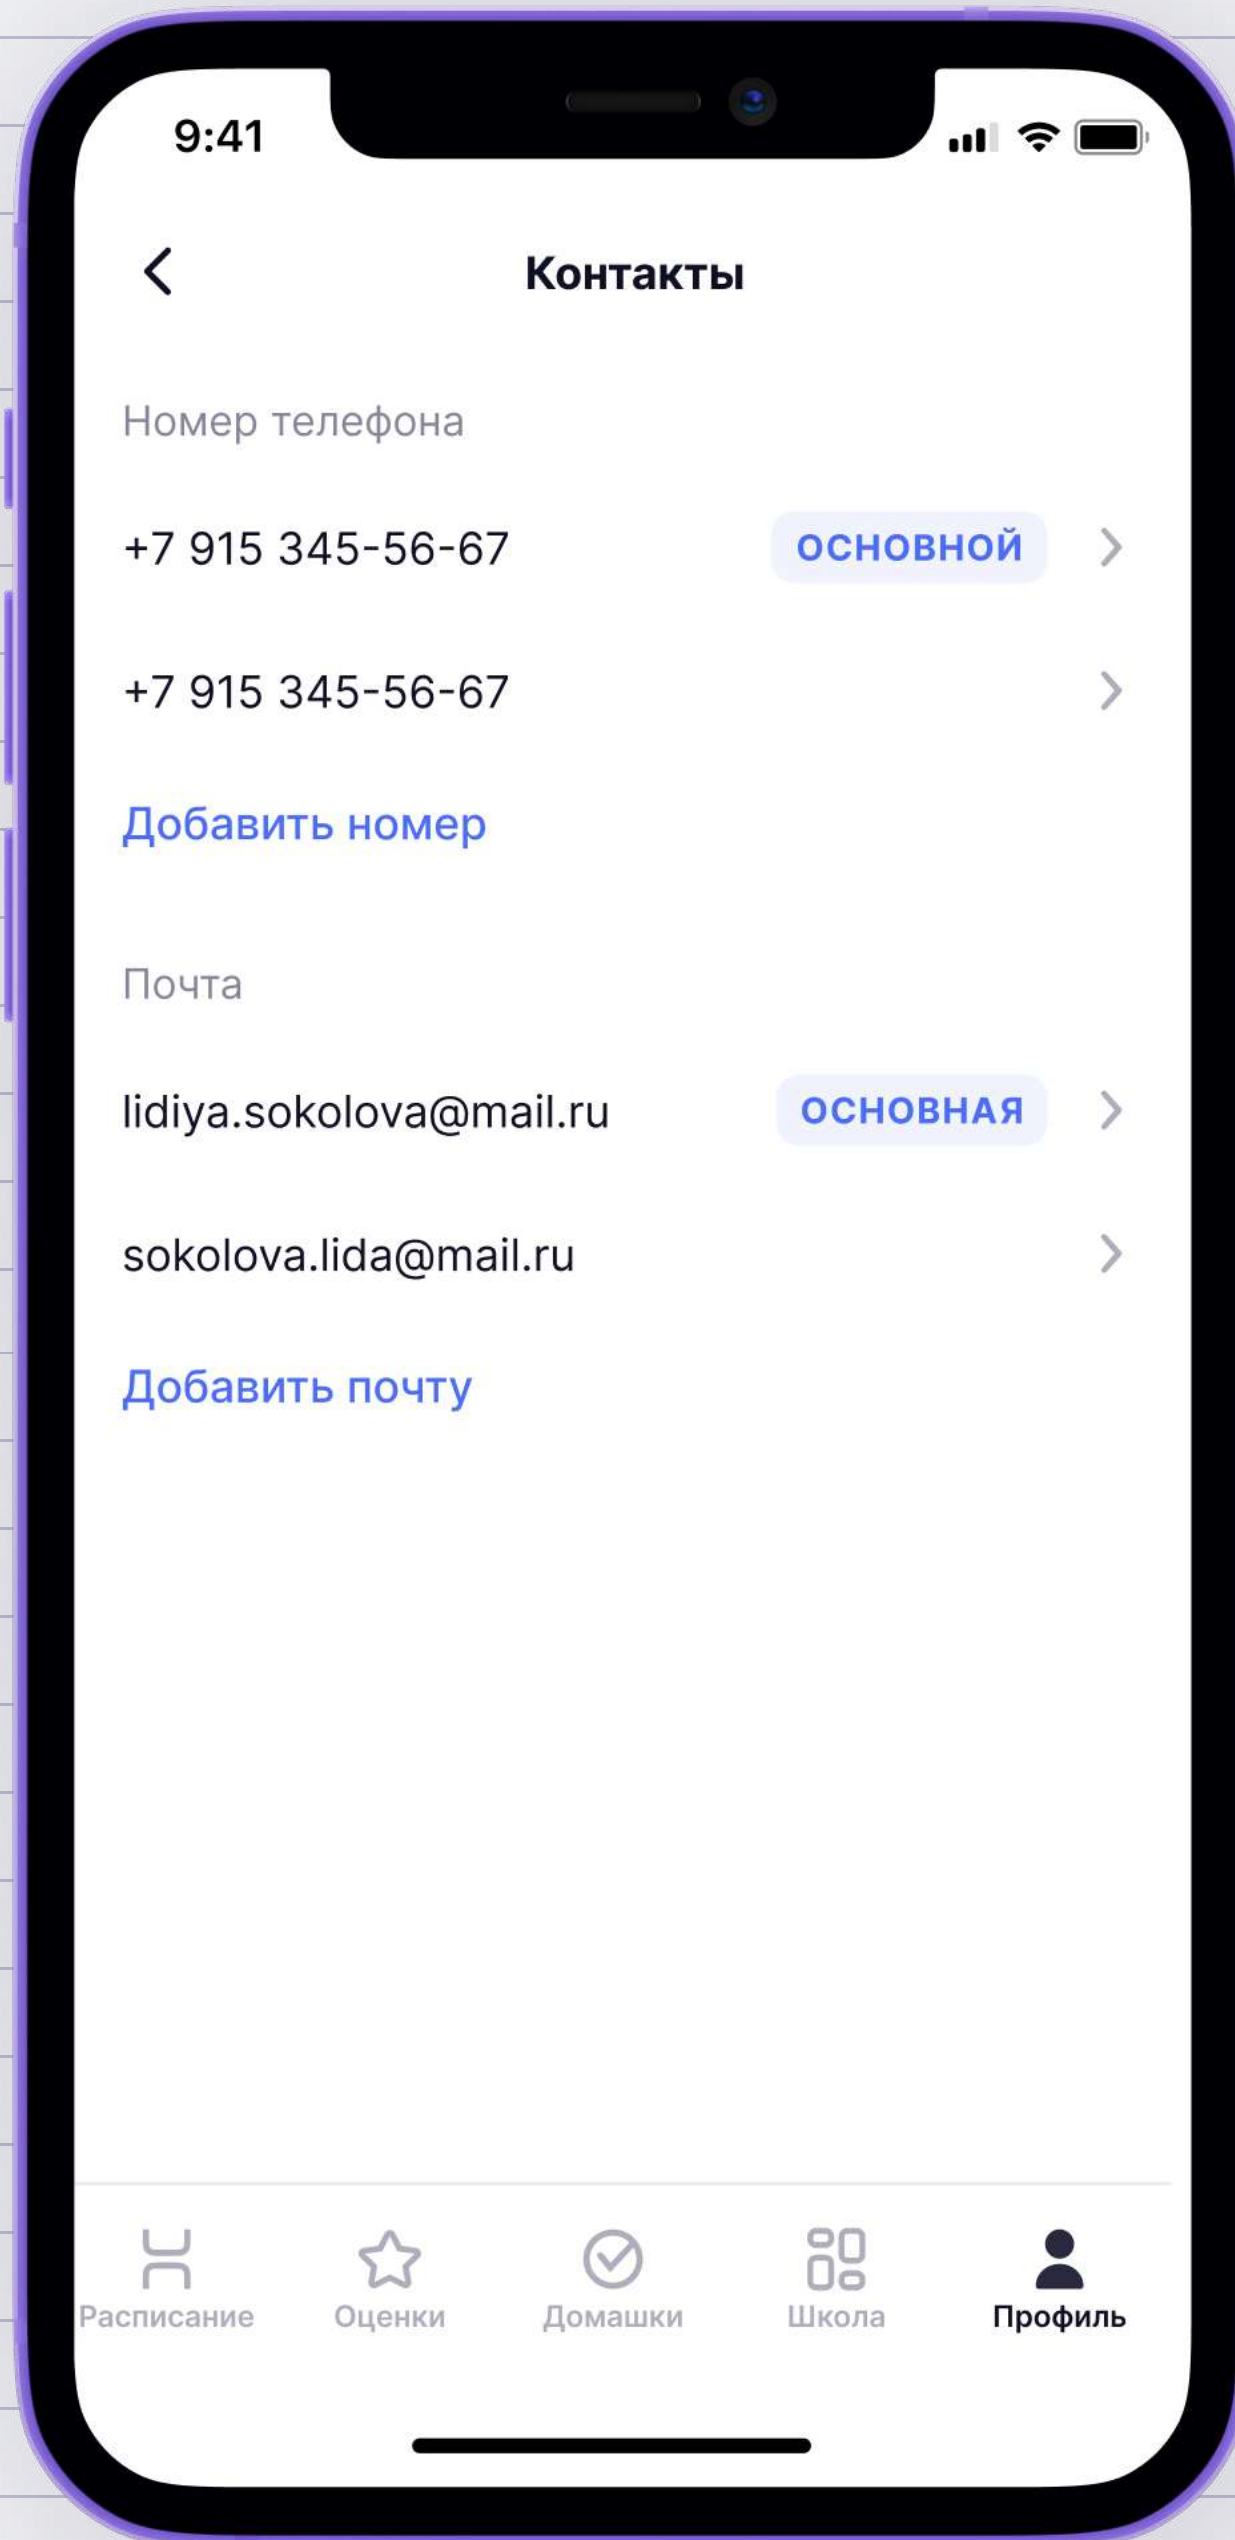 9:41
Контакты
Номер телефона
+7 915 345-56-67 ОСНОВНОЙ
+7 915 345-56-67
Добавить номер
Почта
lidiya.sokolova@mail.ru ОСНОВНАЯ
sokolova.lida@mail.ru
Добавить почту
Расписание Оценки Домашки Школа Профиль